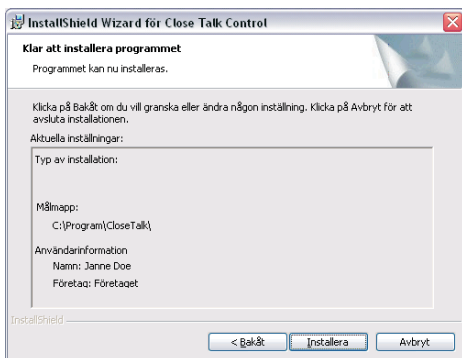 InstallShield Wizard för Close Talk Control
Klar att installera programmet
Programmet kan nu installeras.
Klicka på Bakåt om du vill granska eller ändra någon inställning. Klicka på Avbryt för att
avsluta installationen.
Aktuella inställningar:
Typ av installation:
Målmapp:
C:\Program\CloseTalk\
Användarinformation
Namn: Janne Doe
Företag: Företaget
InstallShield
< Bakåt
Installera
Avbryt